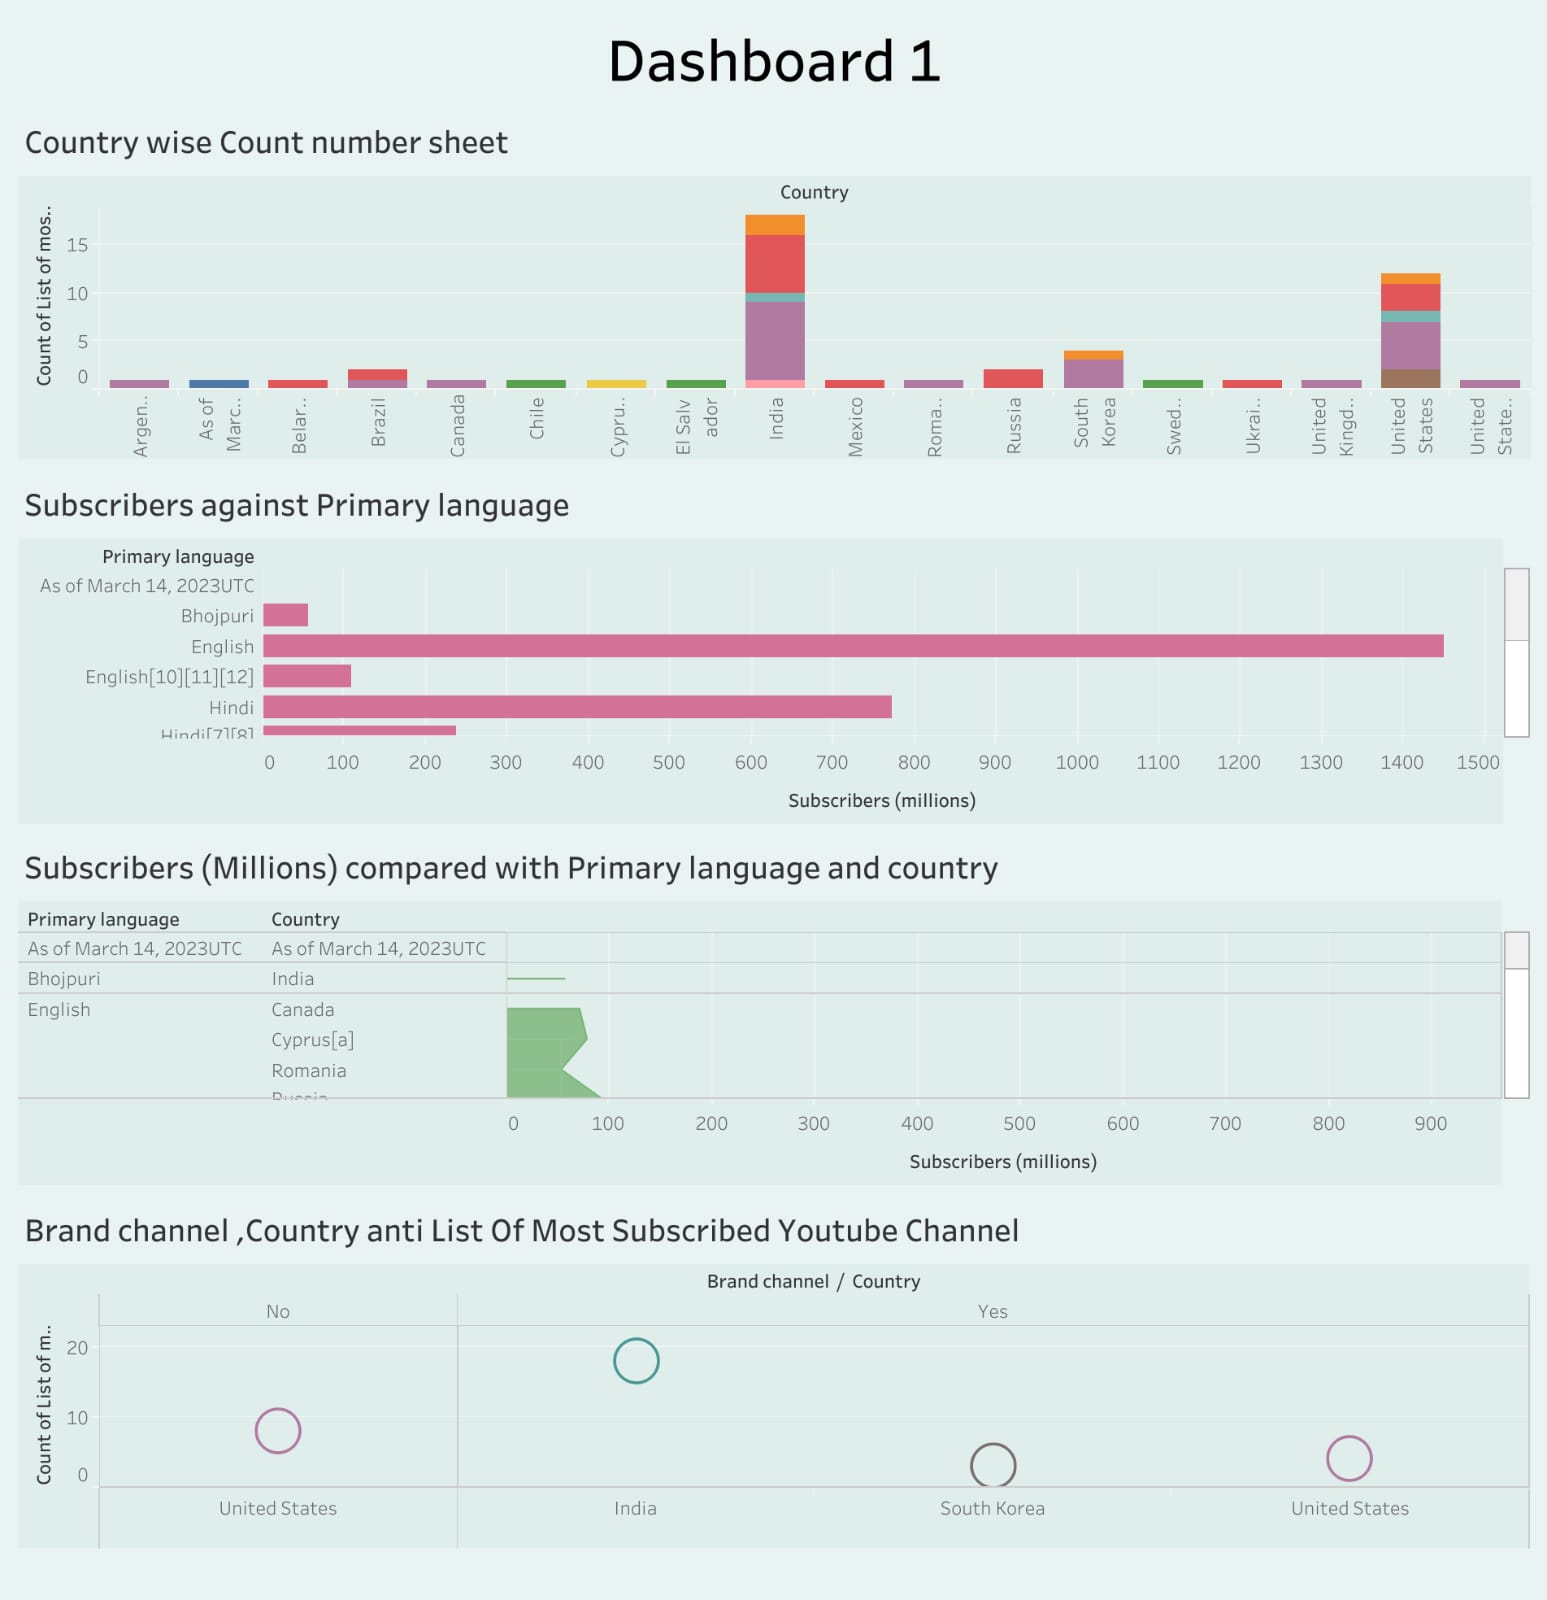 Dashboard 1
Country wise Count number sheet
Country
Count of List of mos..
15
10
5
0
Argen..
As of
Marc..
Belar..
Brazil
Canada
Chile
Cypru..
El Salv
ador
India
Mexico
Roma..
Russia
South
Korea
Swed..
Ukrai..
United
Kingd..
United
States
United
State..
Subscribers against Primary language
Primary language
As of March 14, 2023UTC
Bhojpuri
English
English[10][11][12]
Hindi
Hindi[7][8]
0 100 200 300 400 500 600 700 800 900 1000 1100 1200 1300 1400 1500
Subscribers (millions)
Subscribers (Millions) compared with Primary language and country
Primary language Country
As of March 14, 2023UTC As of March 14, 2023UTC
Bhojpuri India
English Canada
Cyprus[a]
Romania
Russia
0 100 200 300 400 500 600 700 800 900
Subscribers (millions)
Brand channel ,Country anti List Of Most Subscribed Youtube Channel
Brand channel / Country
No Yes
Count of List of m..
20
10
0
United States India South Korea United States